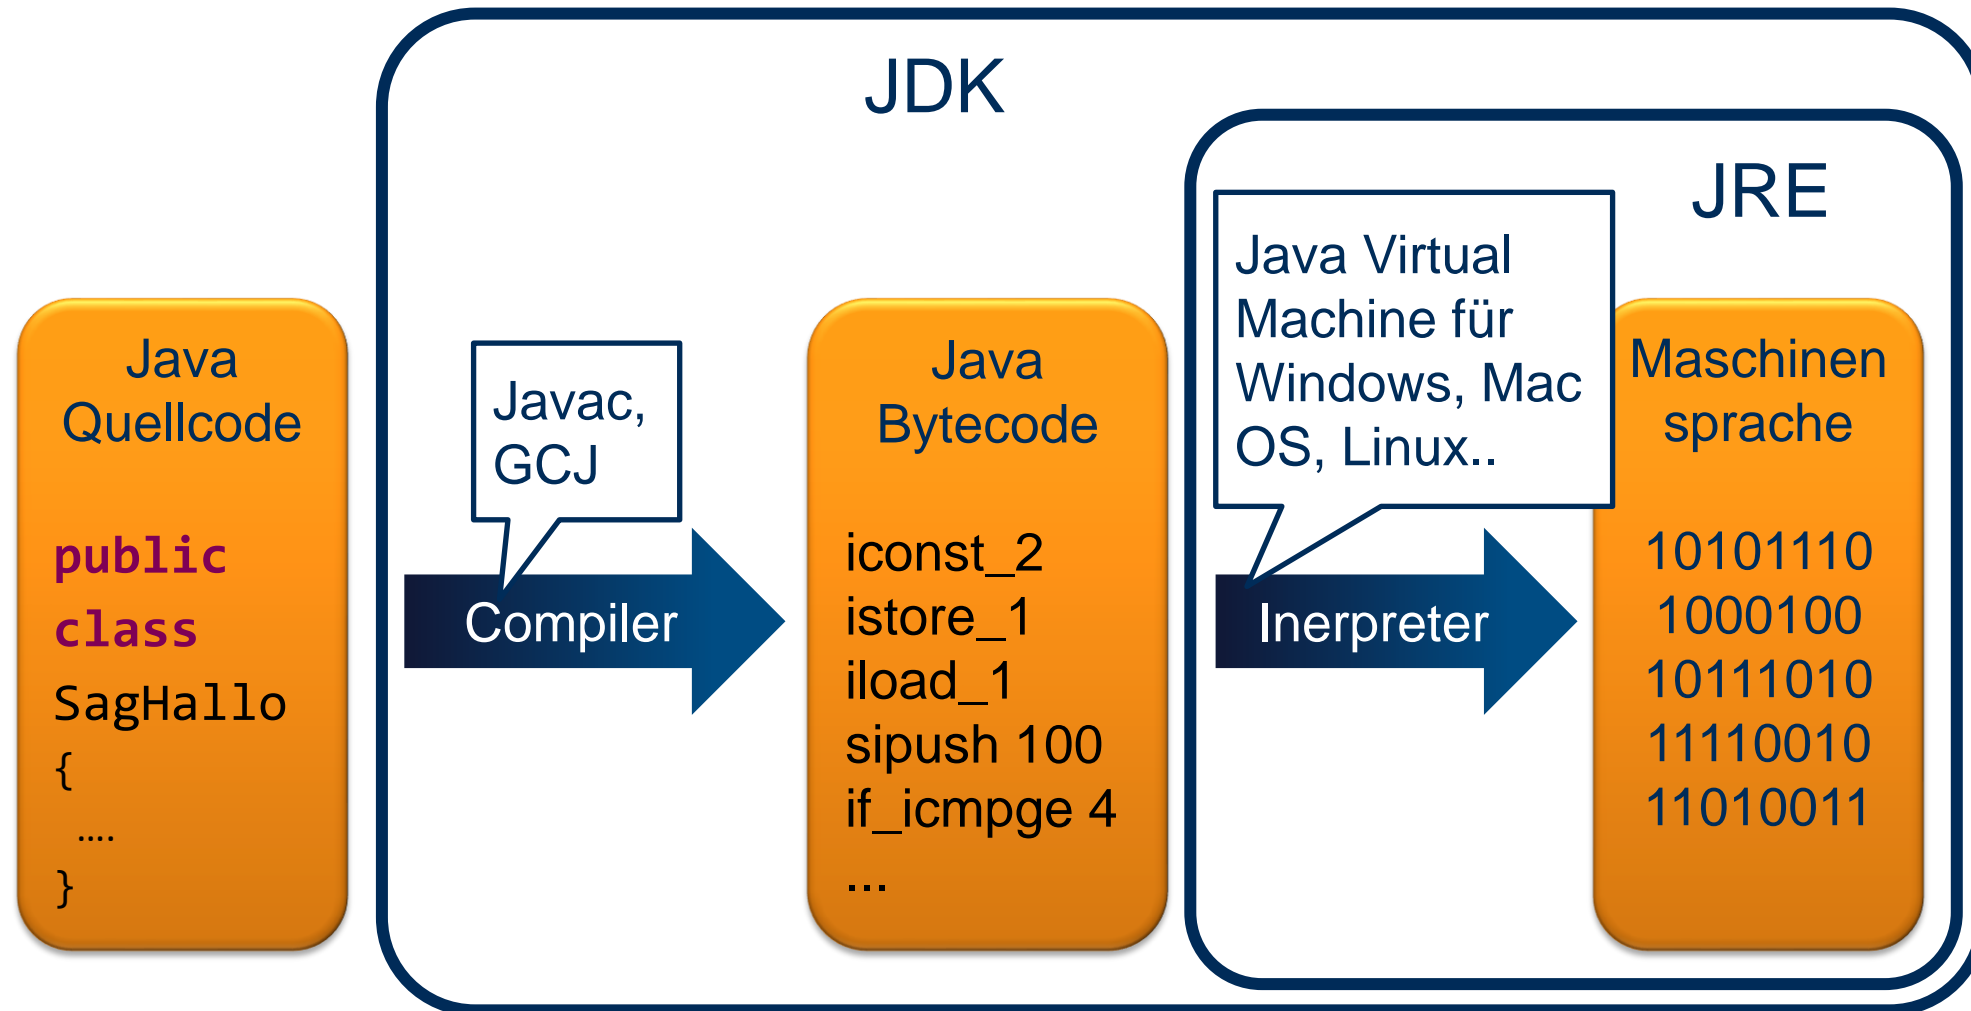 JDK
JRE
Java
Quellcode
public
class
SagHallo
{
….
}
Javac,
GCJ
Compiler
Java
Bytecode
iconst_2
istore_1
iload_1
sipush 100
if_icmpge 4
...
Java Virtual
Machine für
Windows, Mac
OS, Linux..
Inerpreter
Maschinen
sprache
10101110
1000100
10111010
11110010
11010011